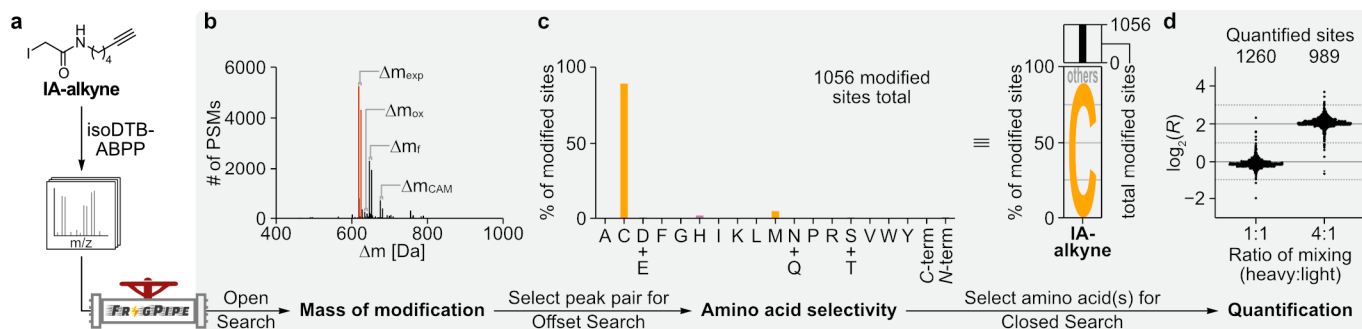 a
I
H
N
4
O
IA-alkyne
isoDTB-
ABPP
m/z
FRAGPIPE
Open
Search
b
6000
4000
2000
0
# of PSMs
Δmexp
Δmox
Δmf
ΔmCAM
400 600 800 1000
Δm [Da]
Mass of modification
Select peak pair for
Offset Search
c
100
50
0
% of modified sites
1056 modified
sites total
A C D F G H I K L M N P R S V W Y C-term N-term
+ + +
E Q T
Amino acid selectivity
≡
1056
0
total modified sites
100
50
0
% of modified sites
others
C
IA-
alkyne
Select amino acid(s) for
Closed Search
d
Quantified sites
1260 989
4
2
0
−2
log2(R)
1:1 4:1
Ratio of mixing
(heavy:light)
Quantification